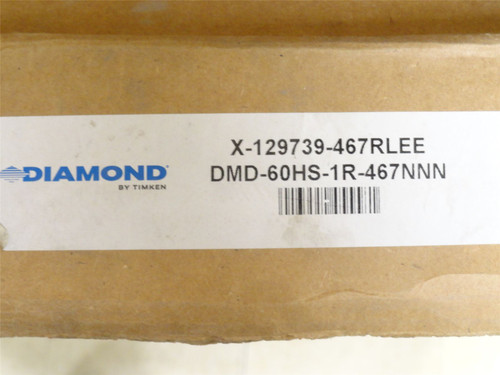 X-129739-467RLEE
DIAMOND
DMD-60HS-1R-467NNN
BY TIMKEN